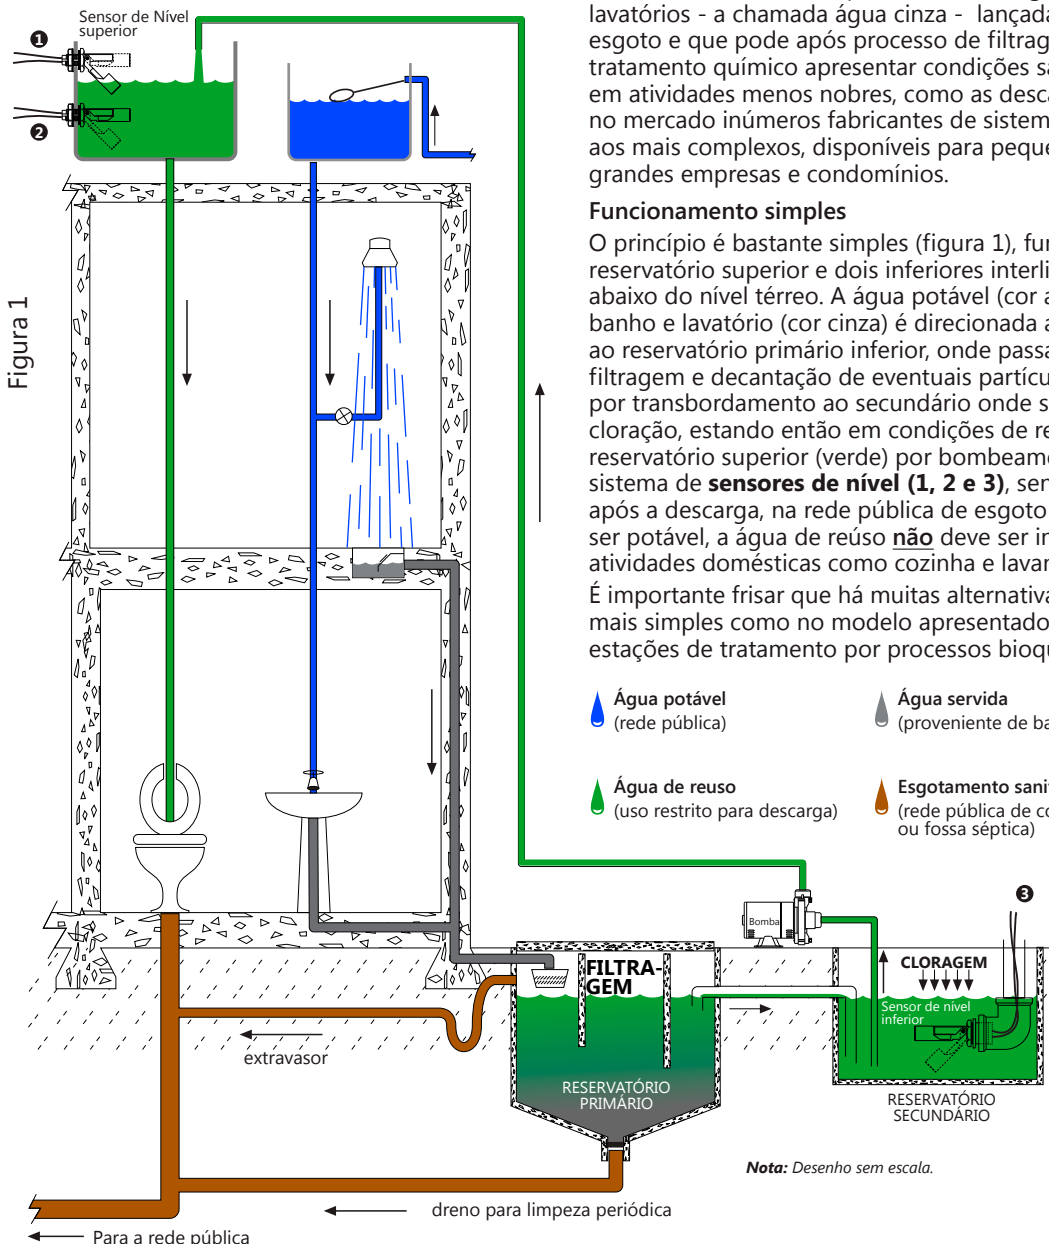 Sensor de Nível
superior
1
2
Figura 1
lavatórios - a chamada água cinza - lançada
esgoto e que pode após processo de filtrag
tratamento químico apresentar condições sa
em atividades menos nobres, como as desca
no mercado inúmeros fabricantes de sistem
aos mais complexos, disponíveis para peque
grandes empresas e condomínios.
Funcionamento simples
O princípio é bastante simples (figura 1), fun
reservatório superior e dois inferiores interli
abaixo do nível térreo. A água potável (cor a
banho e lavatório (cor cinza) é direcionada a
ao reservatório primário inferior, onde passa
filtragem e decantação de eventuais partícu
por transbordamento ao secundário onde s
cloração, estando então em condições de re
reservatório superior (verde) por bombeame
sistema de sensores de nível (1, 2 e 3), sen
após a descarga, na rede pública de esgoto
ser potável, a água de reúso não deve ser in
atividades domésticas como cozinha e lavan
É importante frisar que há muitas alternativa
mais simples como no modelo apresentado
estações de tratamento por processos bioqu
Água potável
(rede pública)
Água servida
(proveniente de ba
Água de reuso
(uso restrito para descarga)
Esgotamento sanit
(rede pública de co
ou fossa séptica)
Bomba
3
CLORAGEM
Sensor de nível
inferior
FILTRA-
GEM
RESERVATÓRIO
PRIMÁRIO
RESERVATÓRIO
SECUNDÁRIO
extravasor
Nota: Desenho sem escala.
dreno para limpeza periódica
Para a rede pública